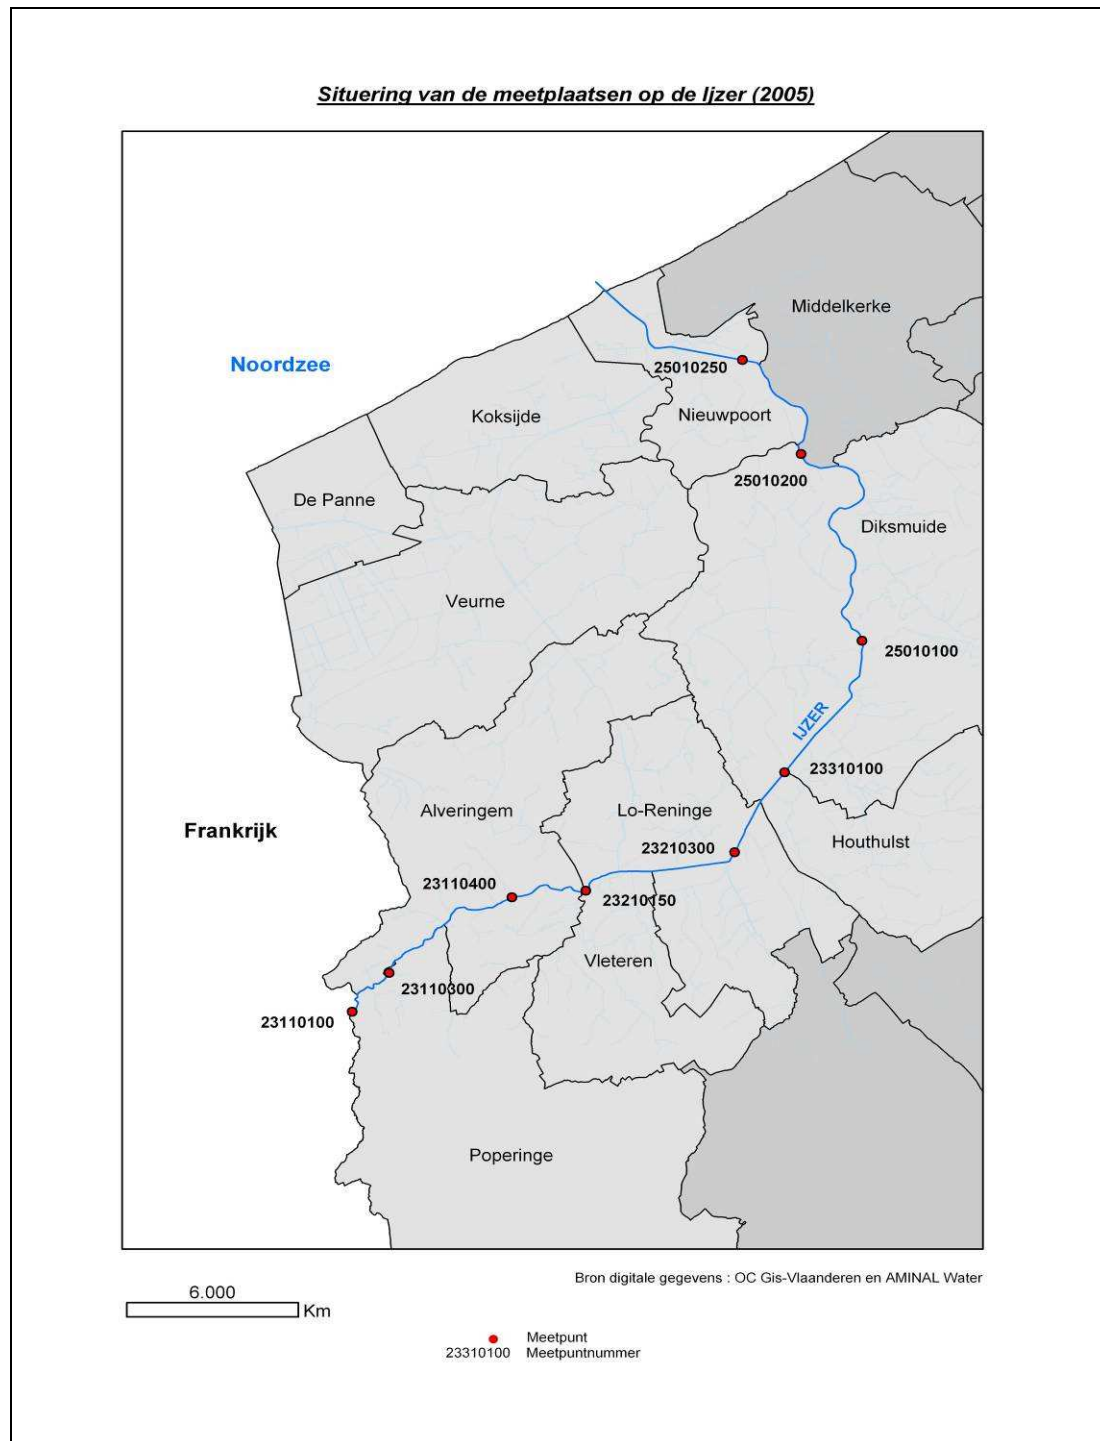 Situering van de meetplaatsen op de Ijzer (2005)
Middelkerke
Noordzee
25010250
Koksijde
Nieuwpoort
25010200
De Panne
Diksmuide
Veurne
25010100
IJZER
23310100
Alveringem
Lo-Reninge
Frankrijk
Houthulst
23210300
23110400
23210150
Vleteren
23110300
23110100
Poperinge
Bron digitale gegevens : OC Gis-Vlaanderen en AMINAL Water
6.000
Km
Meetpunt
23310100 Meetpuntnummer